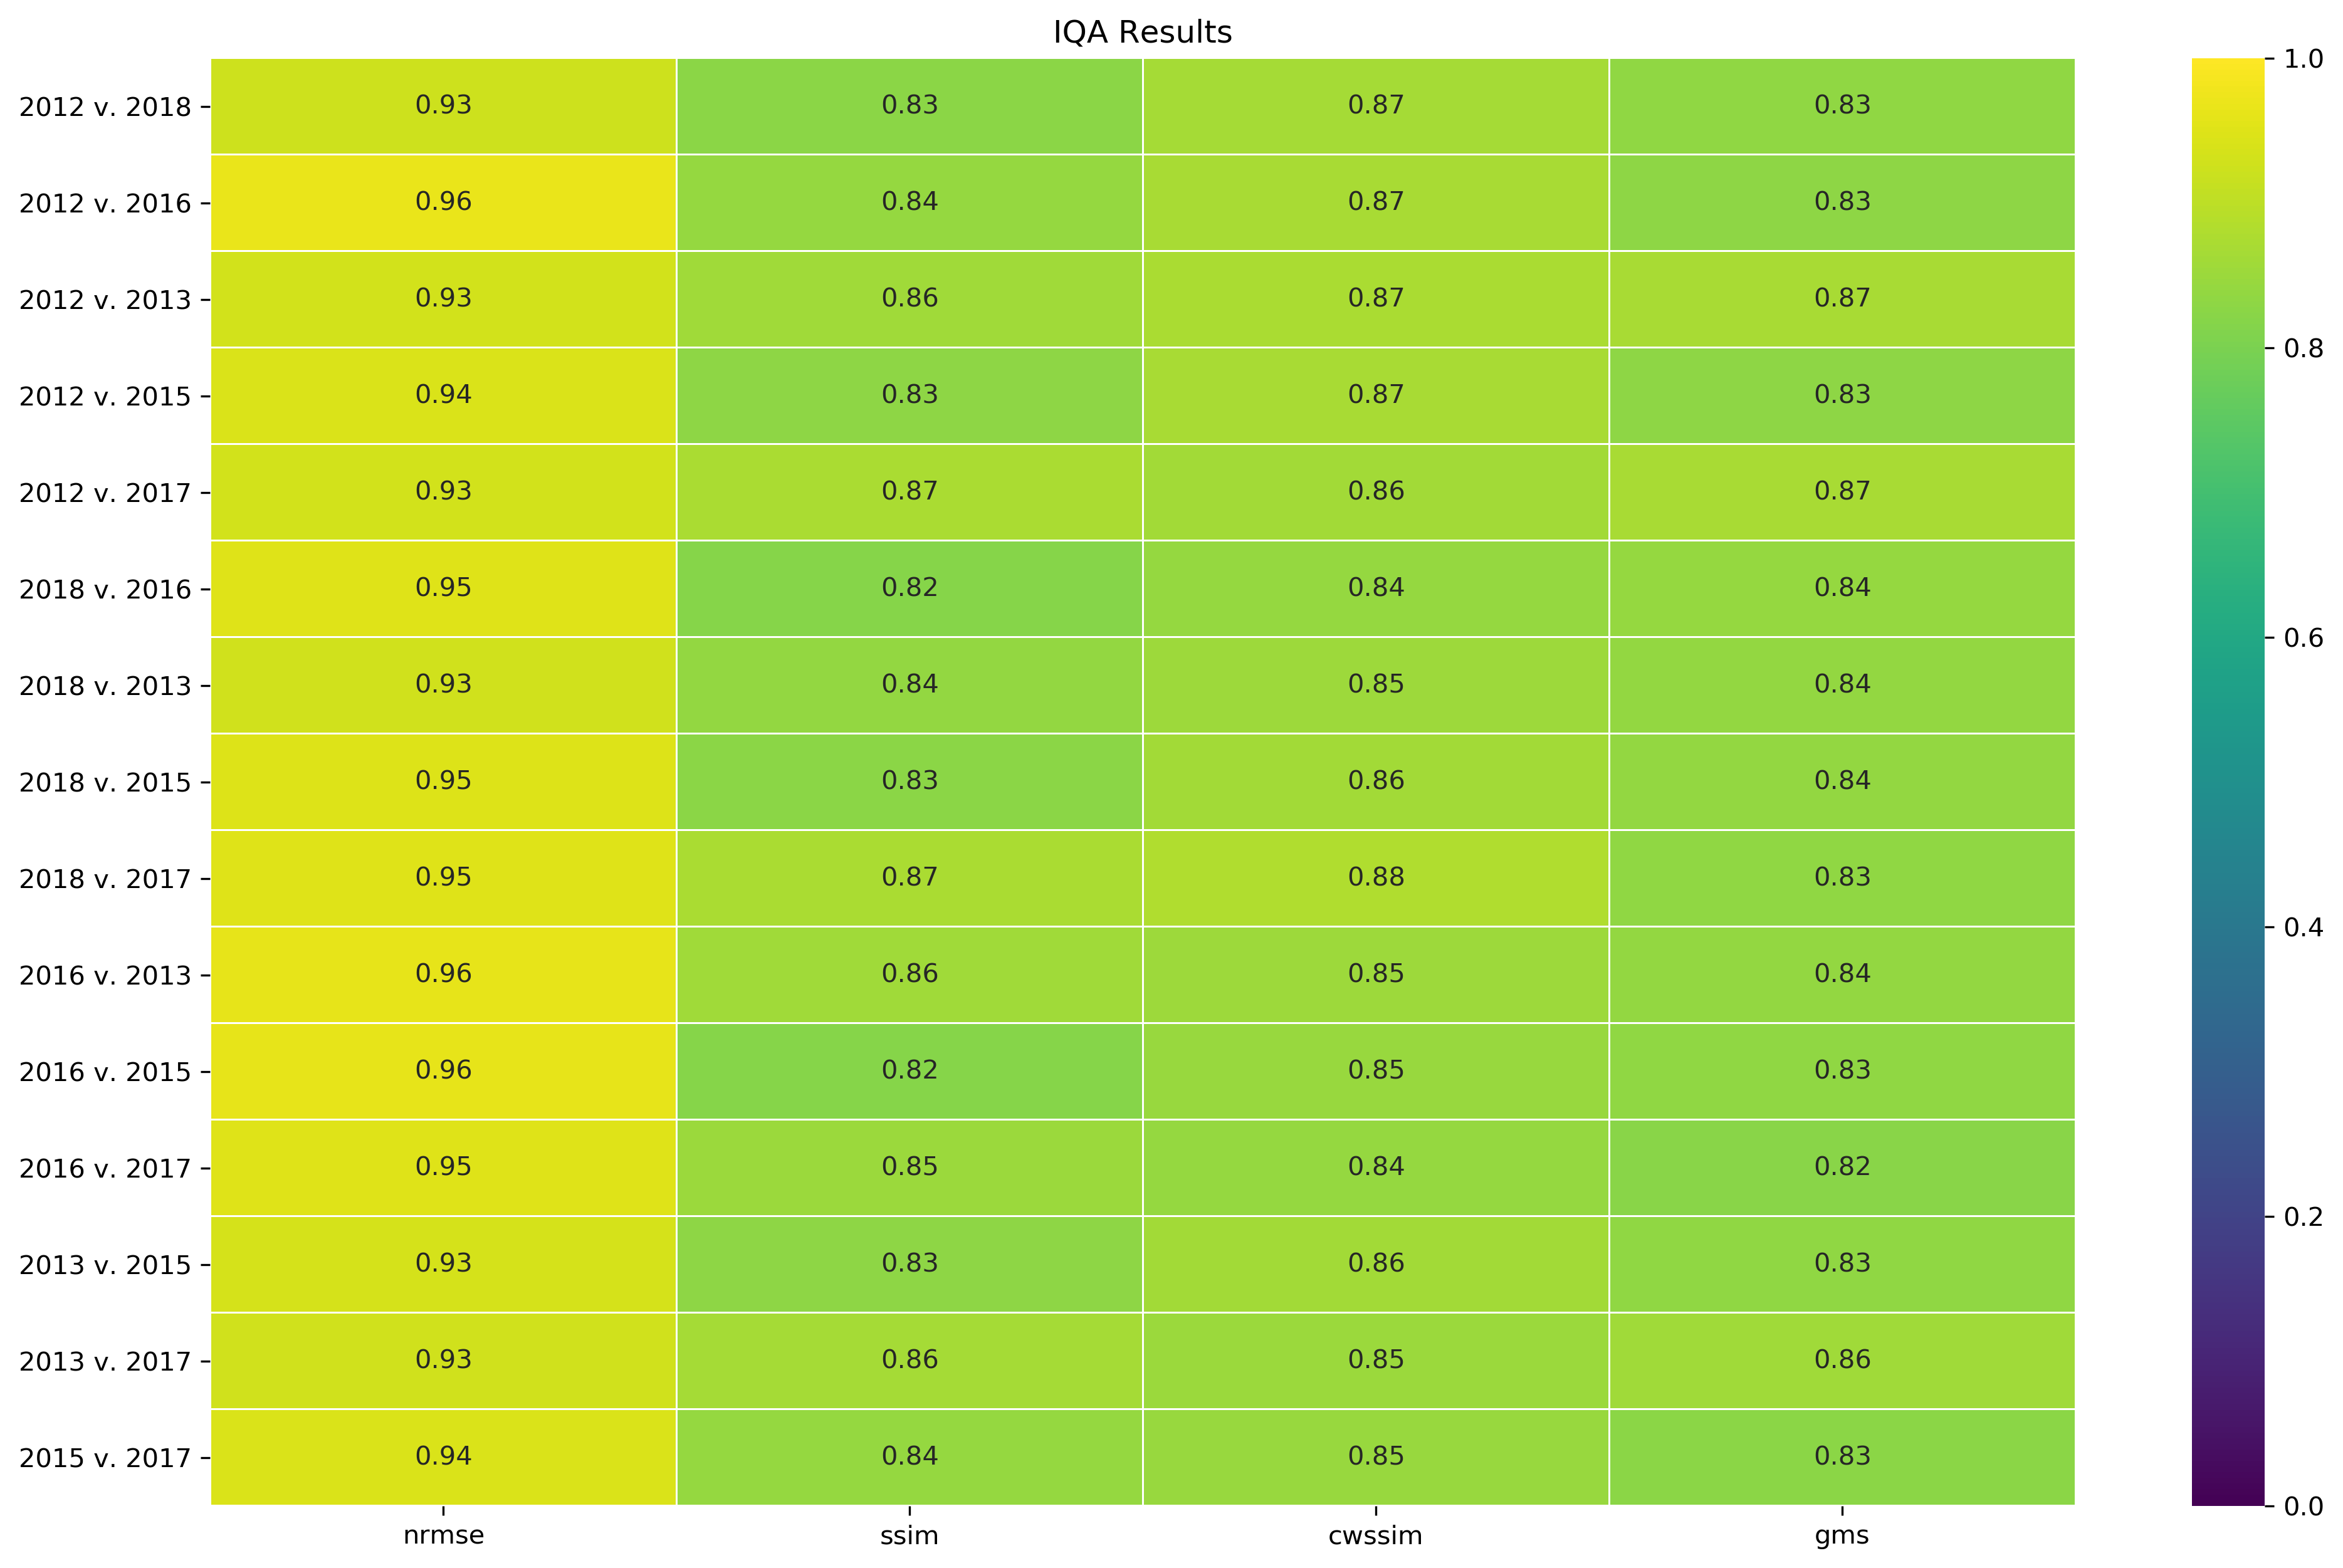 IQA Results
2012 v. 2018 0.93 0.83 0.87 0.83
2012 v. 2016 0.96 0.84 0.87 0.83
2012 v. 2013 0.93 0.86 0.87 0.87
2012 v. 2015 0.94 0.83 0.87 0.83
2012 v. 2017 0.93 0.87 0.86 0.87
2018 v. 2016 0.95 0.82 0.84 0.84
2018 v. 2013 0.93 0.84 0.85 0.84
2018 v. 2015 0.95 0.83 0.86 0.84
2018 v. 2017 0.95 0.87 0.88 0.83
2016 v. 2013 0.96 0.86 0.85 0.84
2016 v. 2015 0.96 0.82 0.85 0.83
2016 v. 2017 0.95 0.85 0.84 0.82
2013 v. 2015 0.93 0.83 0.86 0.83
2013 v. 2017 0.93 0.86 0.85 0.86
2015 v. 2017 0.94 0.84 0.85 0.83
nrmse ssim cwssim gms
1.0
0.8
0.6
0.4
0.2
0.0